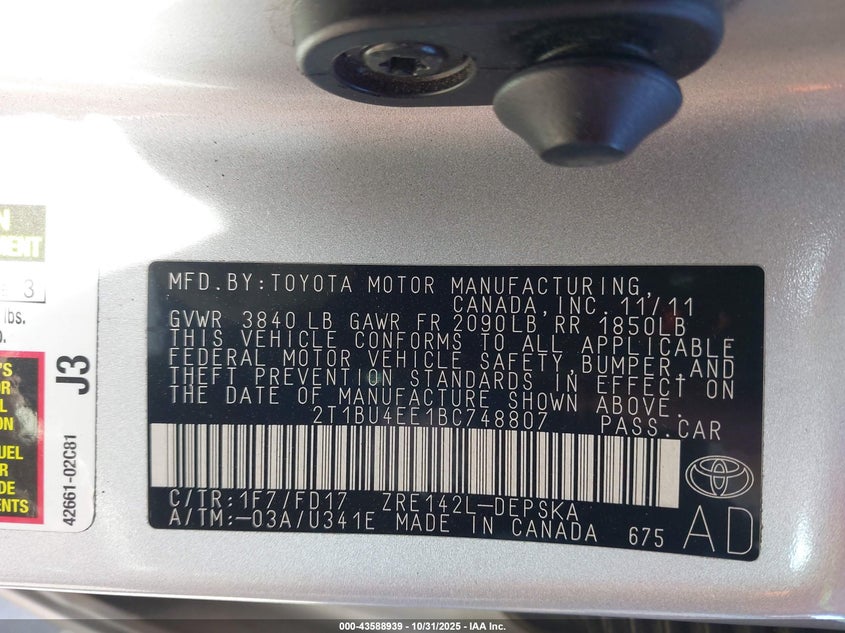 N
MENT
3
lbs.
J3
42661-02C81
MFD.BY:TOYOTA MOTOR MANUFACTURING,
CANADA,INC. 11/11
GVWR 3840 LB GAWR FR 2090LB RR 1850LB
THIS VEHICLE CONFORMS TO ALL APPLICABLE
FEDERAL MOTOR VEHICLE SAFETY,BUMPER,AND
THEFT PREVENTION STANDARDS IN EFFECT ON
THE DATE OF MANUFACTURE SHOWN ABOVE.
2T1BU4EE1BC748807 PASS.CAR
C/TR:1F7/FD17 ZRE142L-DEPSKA
A/TM:-03A/U341E MADE IN CANADA 675 AD
000-43588939 - 10/31/2025 - IAA Inc.